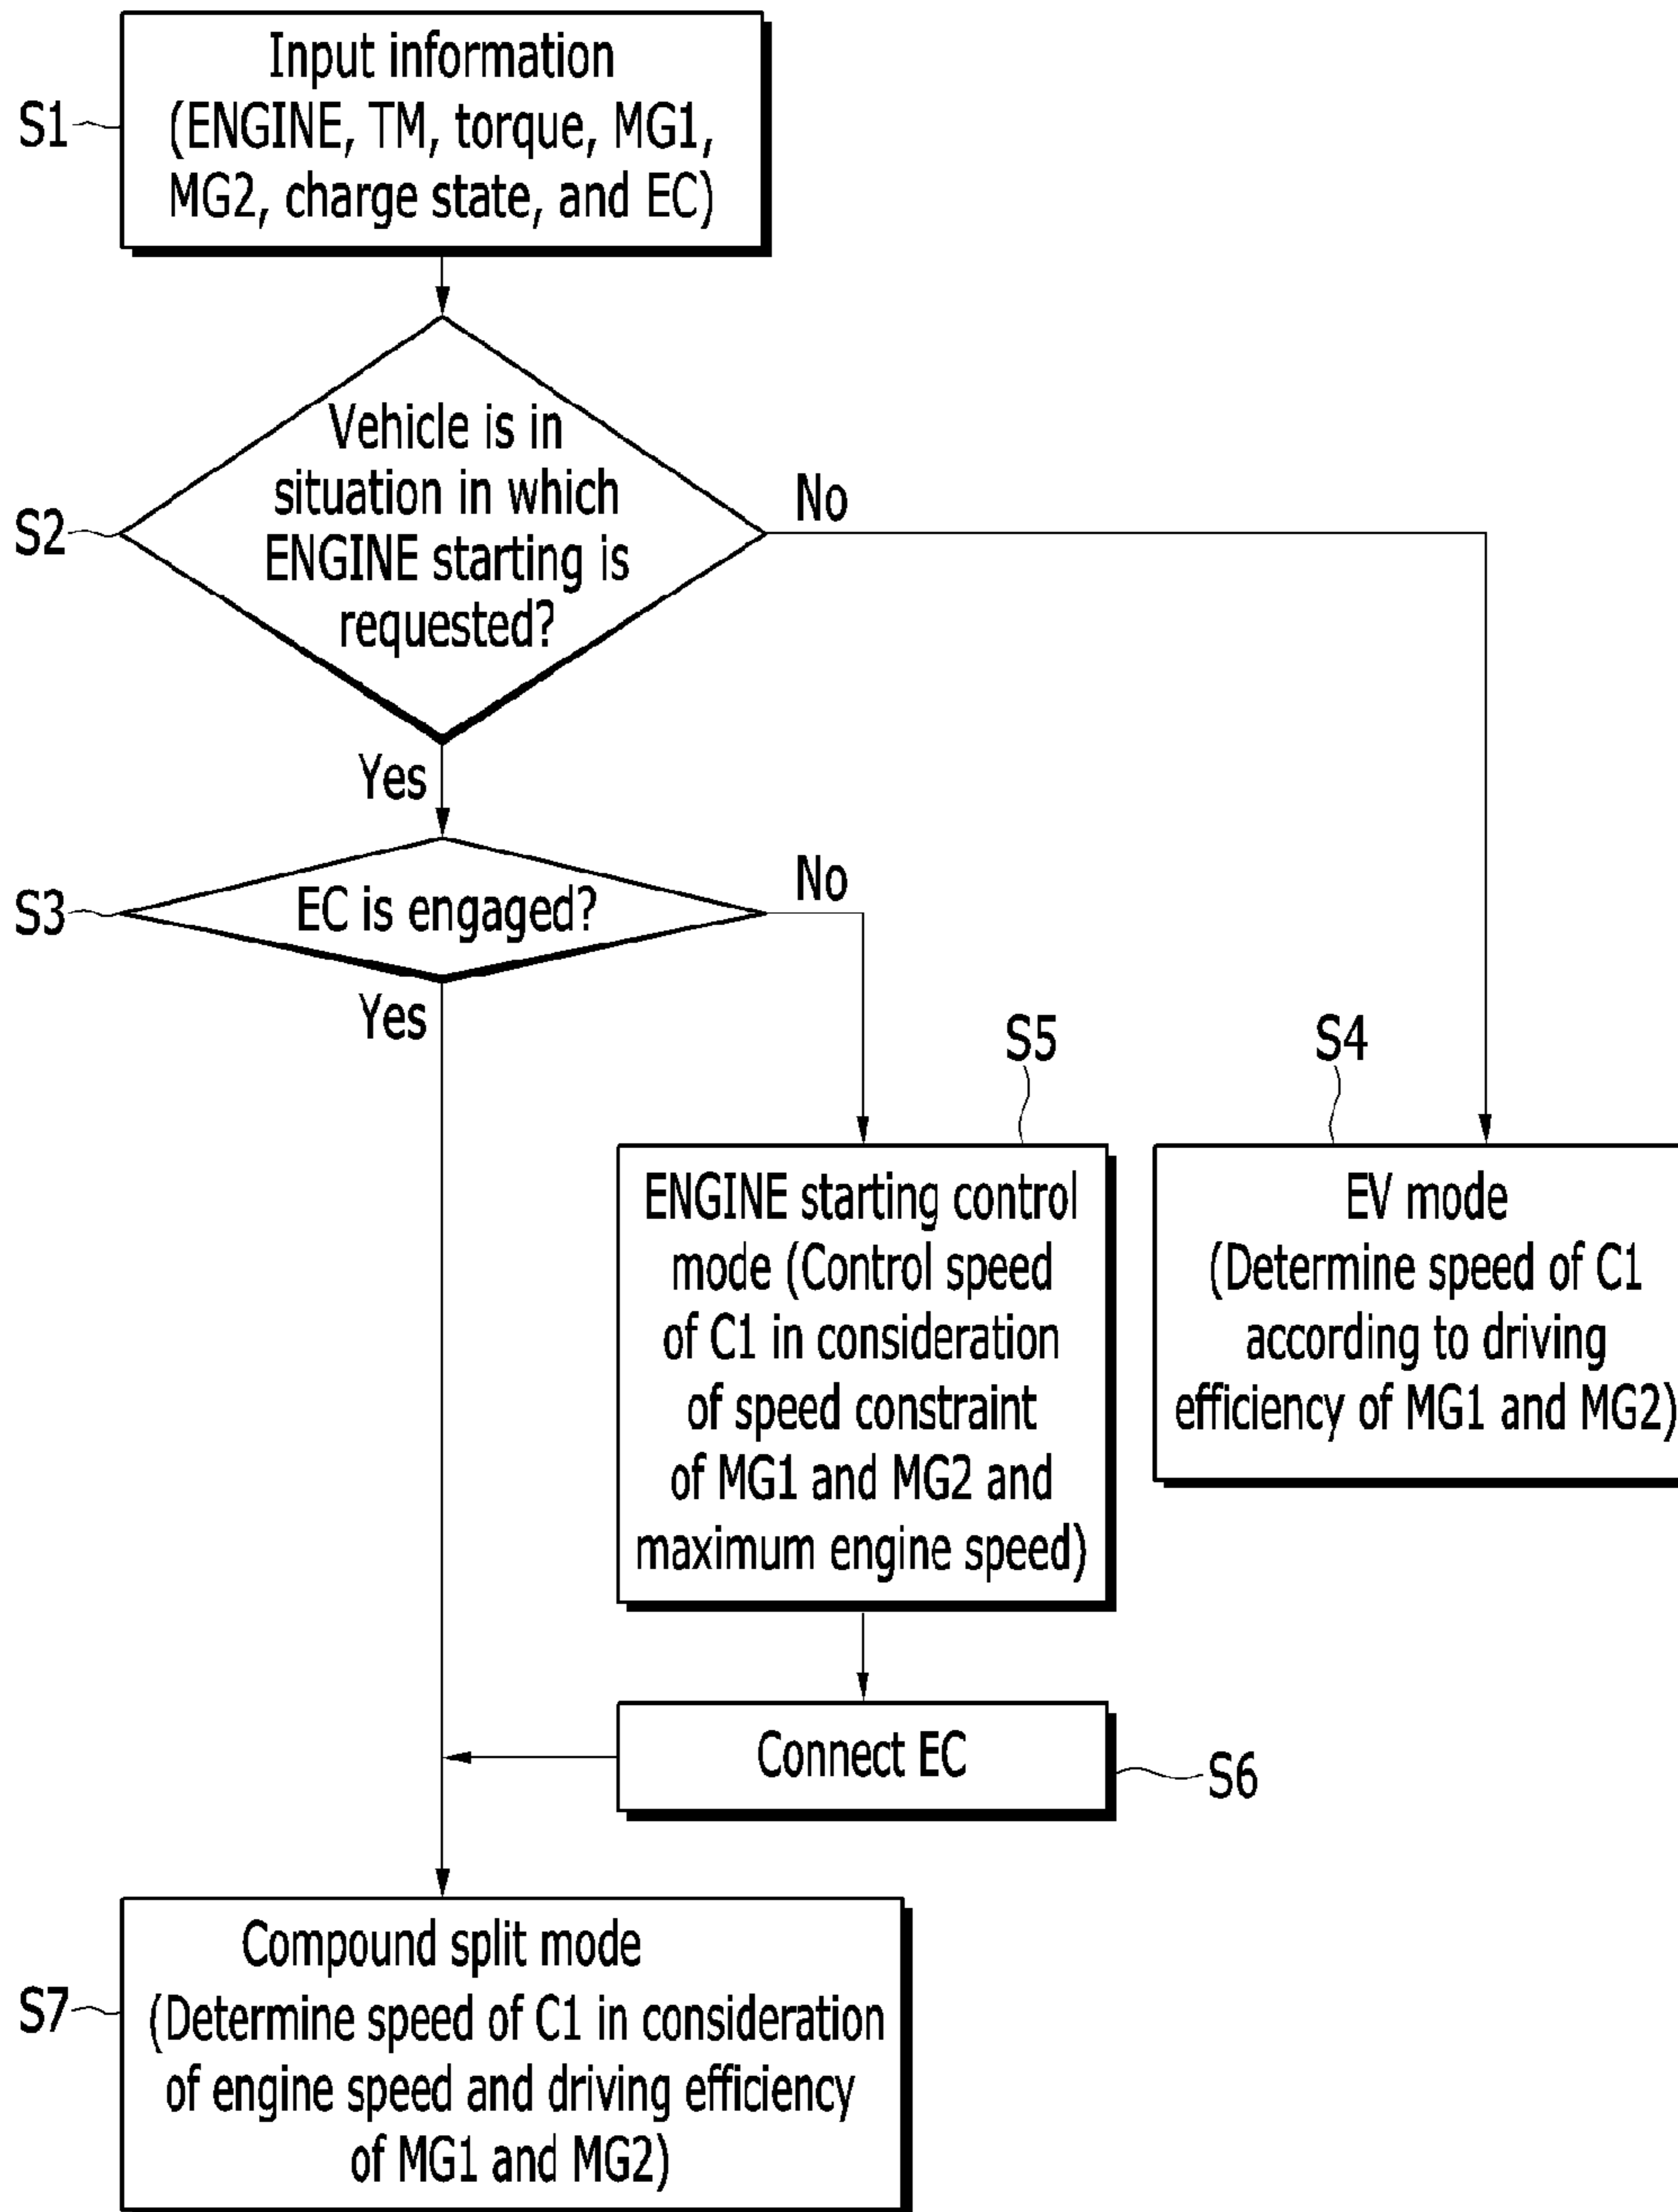 Input information
(ENGINE, TM, torque, MG1,
MG2, charge state, and EC)
S1
Vehicle is in
situation in which
ENGINE starting is
requested?
S2
No
Yes
EC is engaged?
S3
No
Yes
S5
S4
ENGINE starting control
mode (Control speed
of C1 in consideration
of speed constraint
of MG1 and MG2 and
maximum engine speed)
EV mode
(Determine speed of C1
according to driving
efficiency of MG1 and MG2)
Connect EC
S6
Compound split mode
(Determine speed of C1 in consideration
of engine speed and driving efficiency
of MG1 and MG2)
S7